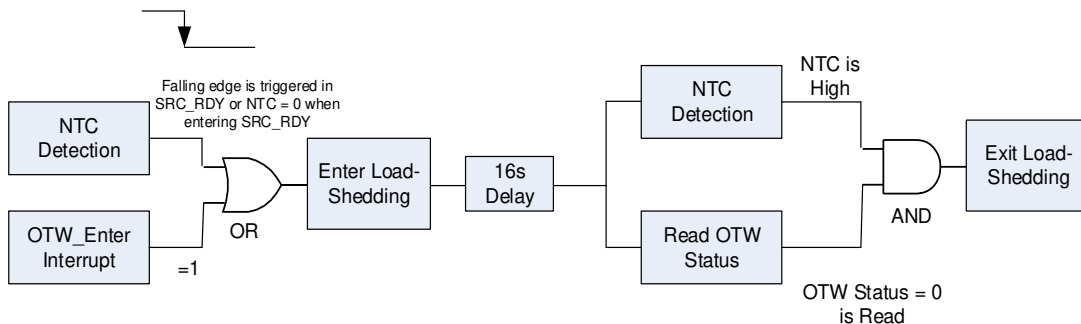 Falling edge is triggered in
SRC_RDY or NTC = 0 when
entering SRC_RDY
NTC
Detection
OTW_Enter
Interrupt
=1
OR
Enter Load-
Shedding
16s
Delay
NTC
Detection
NTC is
High
Read OTW
Status
OTW Status = 0
is Read
AND
Exit Load-
Shedding